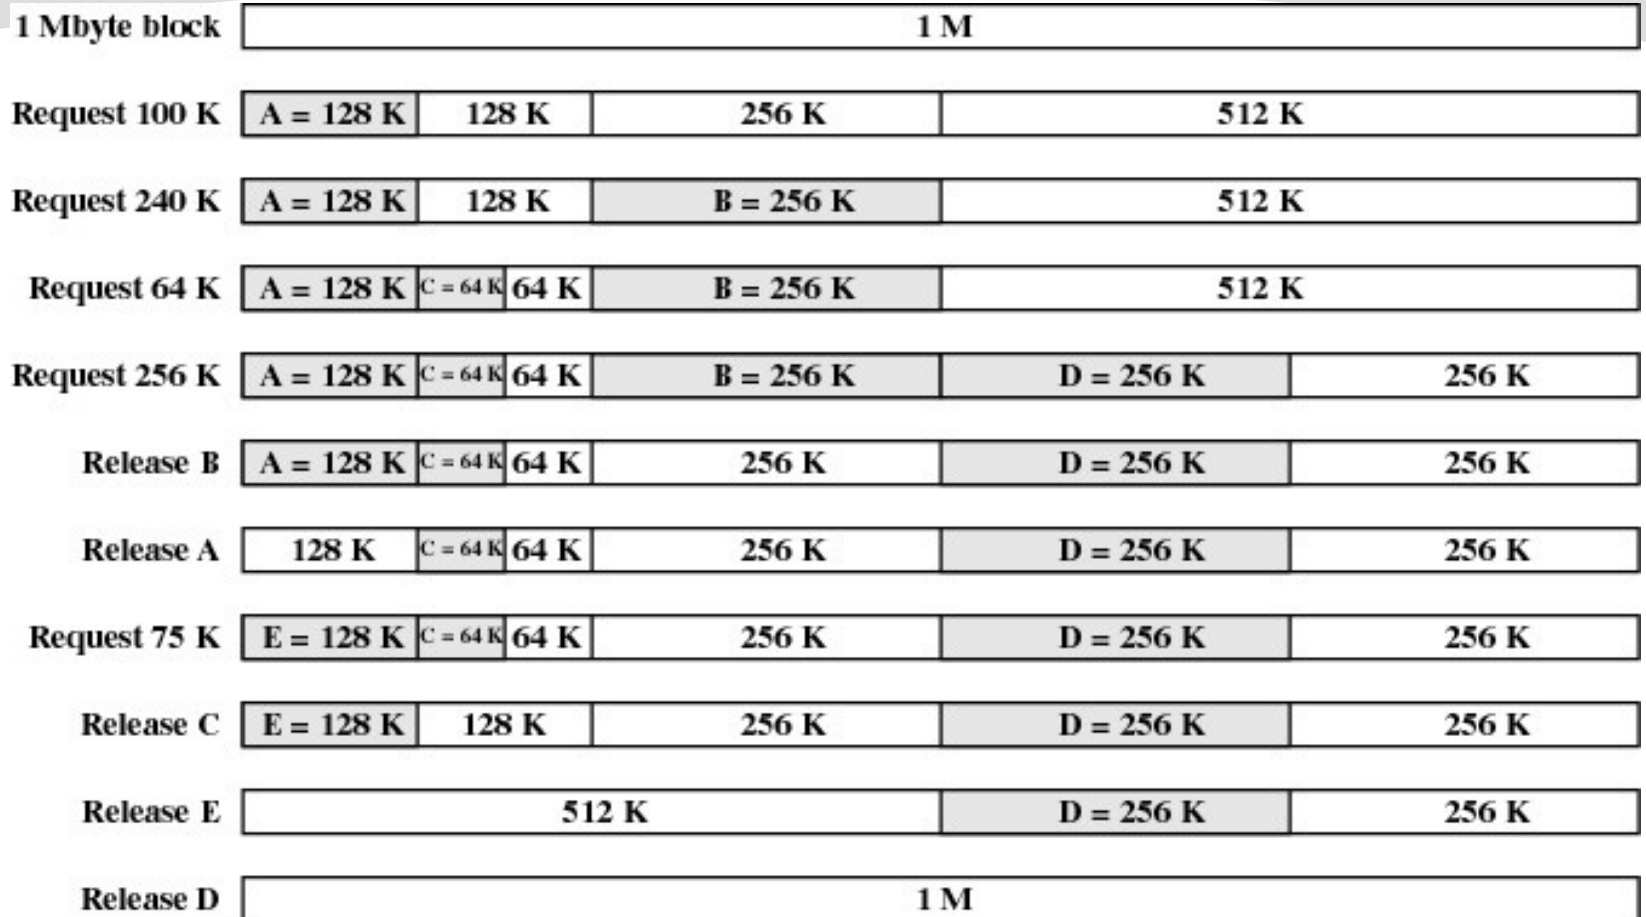 1 Mbyte block 1 M
Request 100 K A = 128 K 128 K 256 K 512 K
Request 240 K A = 128 K 128 K B = 256 K 512 K
Request 64 K A = 128 K C = 64 K 64 K B = 256 K 512 K
Request 256 K A = 128 K C = 64 K 64 K B = 256 K D = 256 K 256 K
Release B A = 128 K C = 64 K 64 K 256 K D = 256 K 256 K
Release A 128 K C = 64 K 64 K 256 K D = 256 K 256 K
Request 75 K E = 128 K C = 64 K 64 K 256 K D = 256 K 256 K
Release C E = 128 K 128 K 256 K D = 256 K 256 K
Release E 512 K D = 256 K 256 K
Release D 1 M